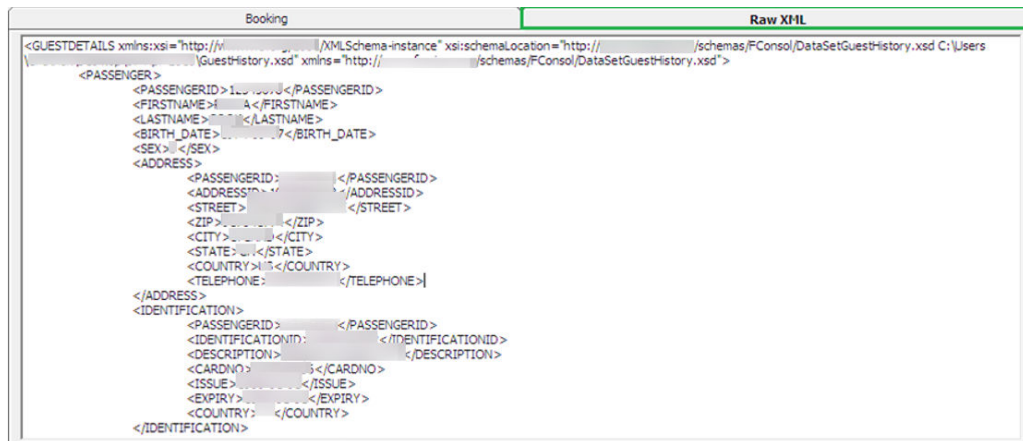 Booking
Raw XML
<GUESTDETAILS xmlns:xsi="http:// /XMLSchema-instance" xsi:schemaLocation="http:// /schemas/FConsol/DataSetGuestHistory.xsd C:\Users
\ \GuestHistory.xsd" xmlns="http:// /schemas/FConsol/DataSetGuestHistory.xsd">
<PASSENGER>
<PASSENGERID> </PASSENGERID>
<FIRSTNAME> </FIRSTNAME>
<LASTNAME> </LASTNAME>
<BIRTH_DATE> </BIRTH_DATE>
<SEX> </SEX>
<ADDRESS>
<PASSENGERID> </PASSENGERID>
<ADDRESSID> </ADDRESSID>
<STREET> </STREET>
<ZIP> </ZIP>
<CITY> </CITY>
<STATE> </STATE>
<COUNTRY> </COUNTRY>
<TELEPHONE> </TELEPHONE>
</ADDRESS>
<IDENTIFICATION>
<PASSENGERID> </PASSENGERID>
<IDENTIFICATIONID> </IDENTIFICATIONID>
<DESCRIPTION> </DESCRIPTION>
<CARDNO> </CARDNO>
<ISSUE> </ISSUE>
<EXPIRY> </EXPIRY>
<COUNTRY> </COUNTRY>
</IDENTIFICATION>